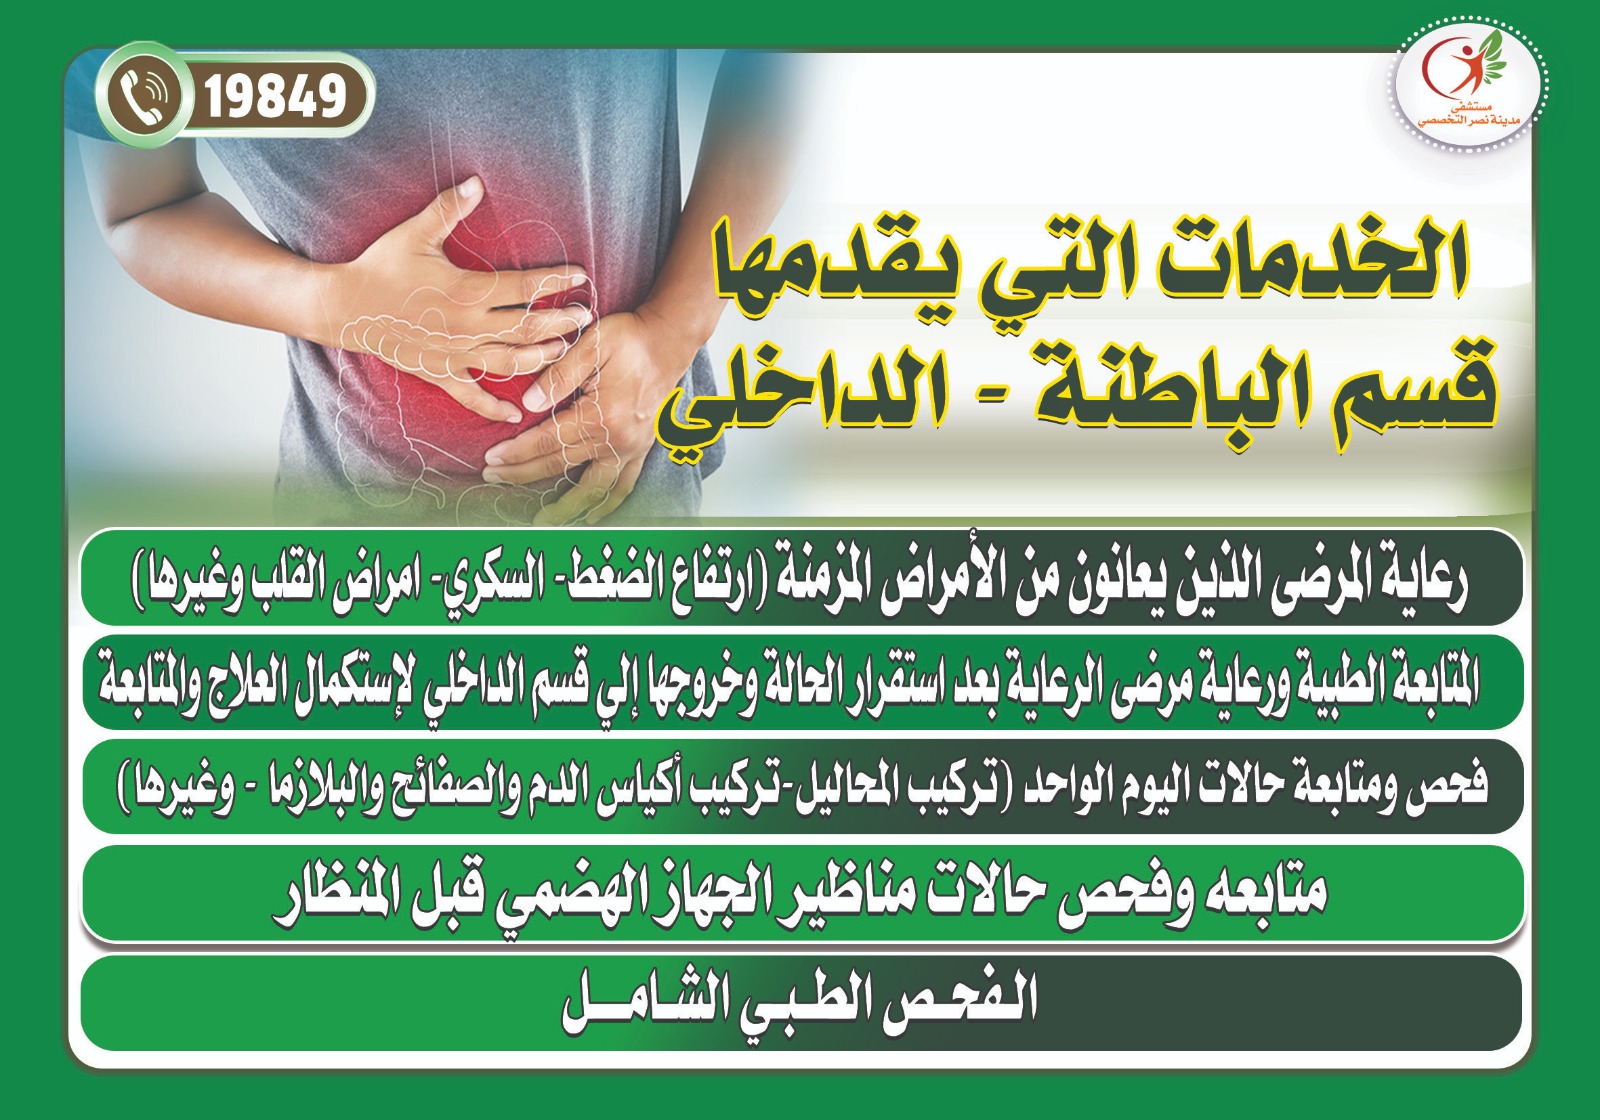 19849
مستشفى
مدينة نصر التخصصي
الخدمات التي يقدمها
قسم الباطنة - الداخلي
رعاية المرضى الذين يعانون من الأمراض المزمنة (ارتفاع الضغط- السكري- امراض القلب وغيرها)
المتابعة الطبية ورعاية مرضى الرعاية بعد استقرار الحالة وخروجها إلي قسم الداخلي لإستكمال العلاج والمتابعة
فحص ومتابعة حالات اليوم الواحد (تركيب المحاليل-تركيب أكياس الدم والصفائح والبلازما - وغيرها)
متابعه وفحص حالات مناظير الجهاز الهضمي قبل المنظار
الفحص الطبي الشامل